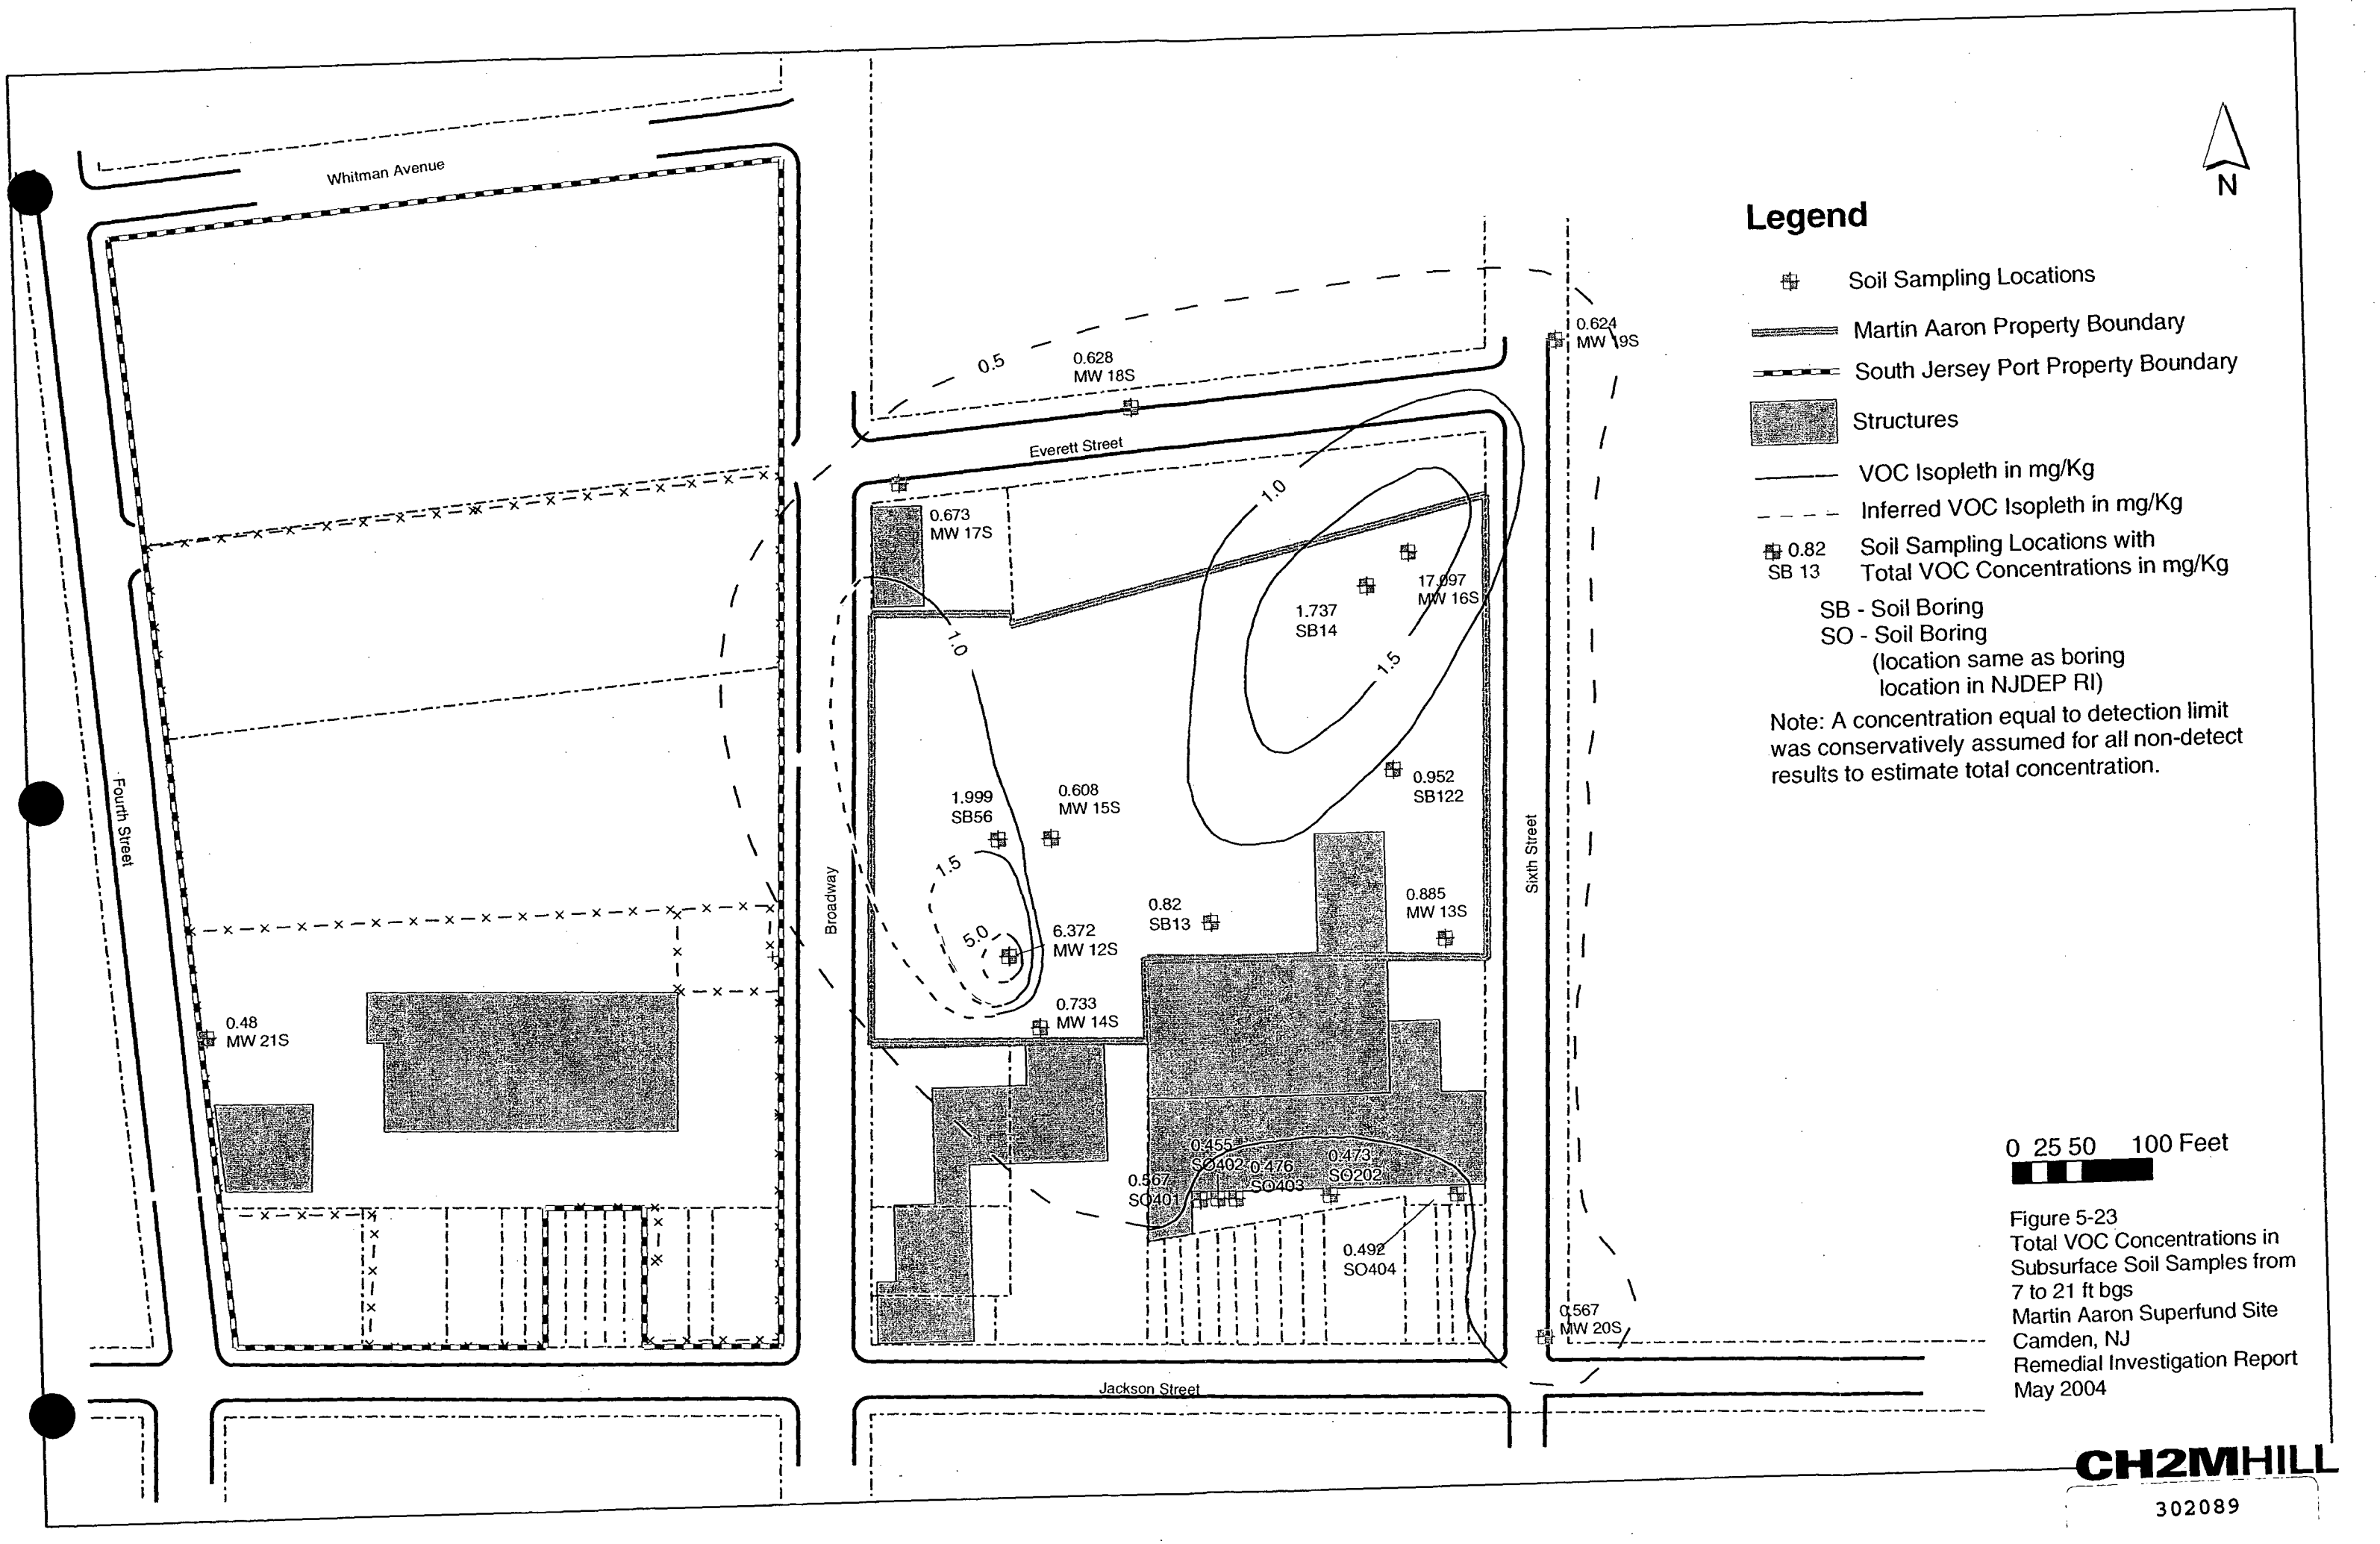 Whitman Avenue
N
Legend
Soil Sampling Locations
Martin Aaron Property Boundary
South Jersey Port Property Boundary
Structures
VOC Isopleth in mg/Kg
Inferred VOC Isopleth in mg/Kg
0.82
SB 13
Soil Sampling Locations with
Total VOC Concentrations in mg/Kg
SB - Soil Boring
SO - Soil Boring
(location same as boring
location in NJDEP RI)
Note: A concentration equal to detection limit
was conservatively assumed for all non-detect
results to estimate total concentration.
0.5
0.628
MW 18S
0.624
MW 19S
Everett Street
1.0
0.673
MW 17S
17.097
MW 16S
1.737
SB14
1.0
1.5
0.952
SB122
1.999
SB56
0.608
MW 15S
Fourth Street
Broadway
Sixth Street
1.5
0.82
SB13
0.885
MW 13S
5.0
6.372
MW 12S
0.733
MW 14S
0.48
MW 21S
0.455
SO402
0.476
SO403
0.473
SO202
0.567
SO401
0.492
SO404
0.567
MW 20S
Jackson Street
0 25 50 100 Feet
Figure 5-23
Total VOC Concentrations in
Subsurface Soil Samples from
7 to 21 ft bgs
Martin Aaron Superfund Site
Camden, NJ
Remedial Investigation Report
May 2004
CH2MHILL
302089